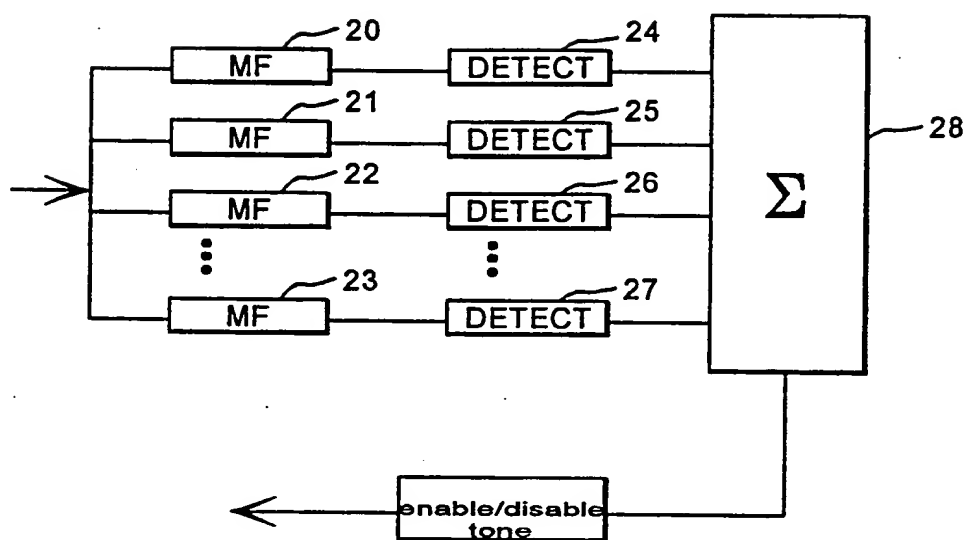 20
24
MF
DETECT
21
25
MF
DETECT
28
22
26
MF
DETECT
Σ
23
27
MF
DETECT
enable/disable
tone